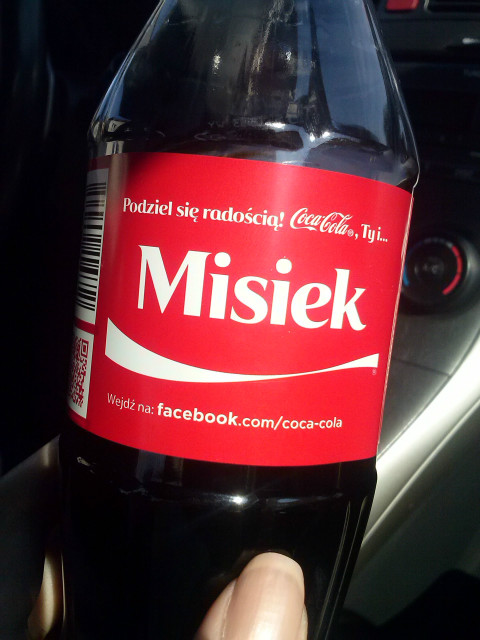 Podziel się radością! Coca-Cola®, Ty i...
Misiek
Wejdź na: facebook.com/coca-cola